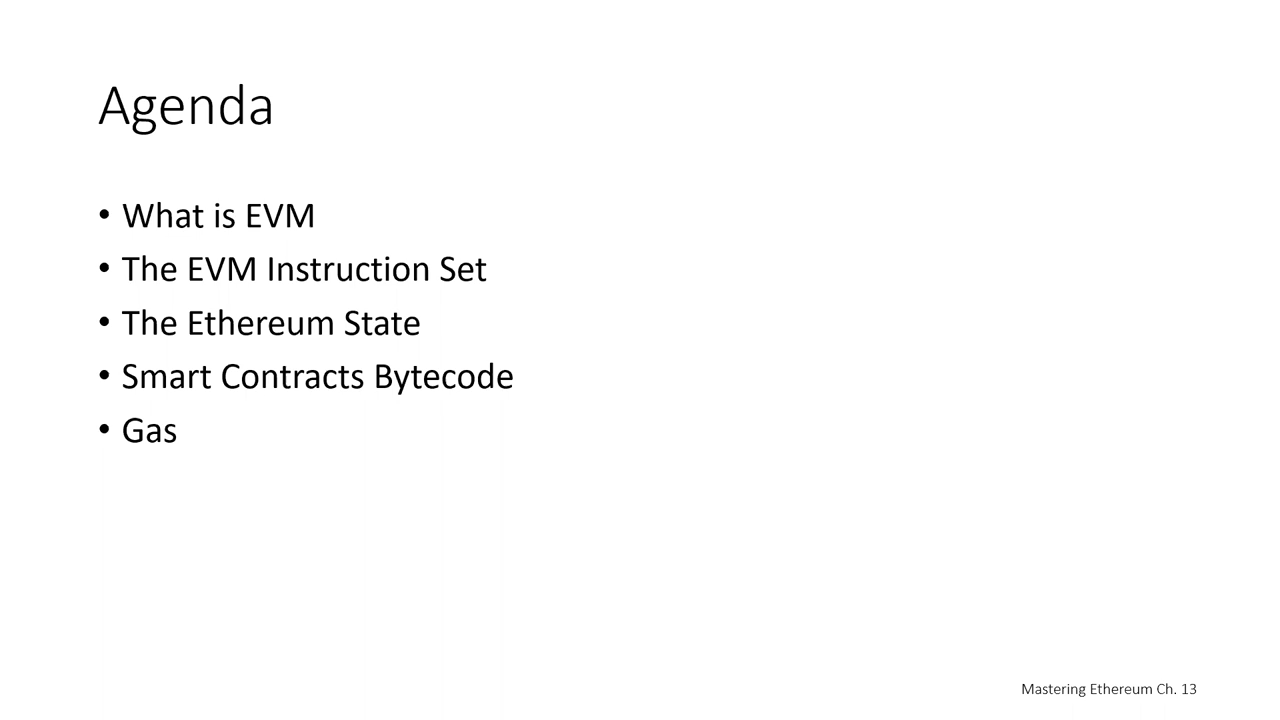 Agenda
• What is EVM
• The EVM Instruction Set
• The Ethereum State
• Smart Contracts Bytecode
• Gas
Mastering Ethereum Ch. 13